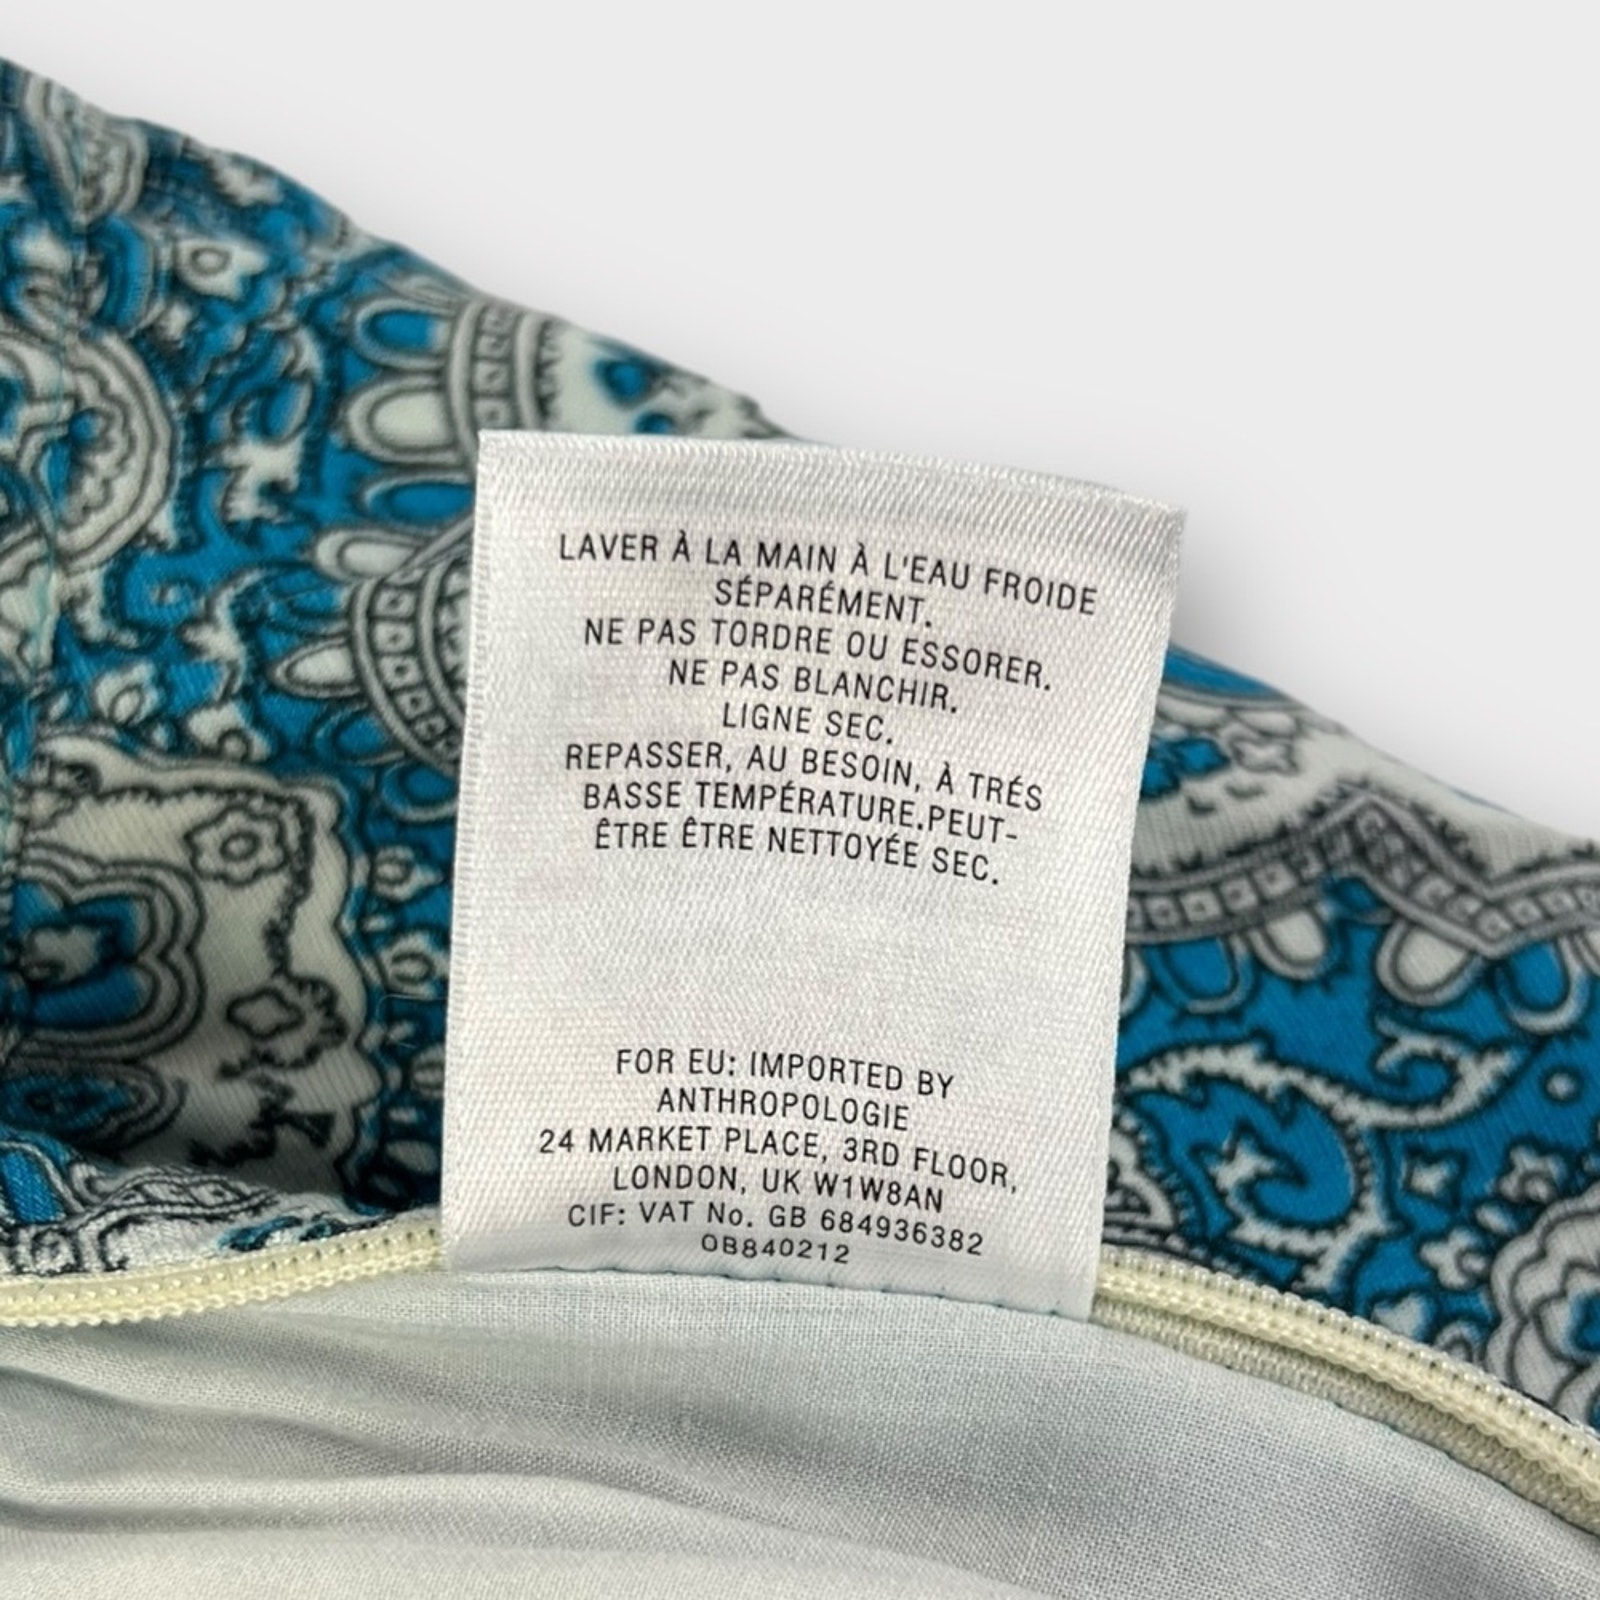 LAVER À LA MAIN À L'EAU FROIDE
SÉPARÉMENT.
NE PAS TORDRE OU ESSORER.
NE PAS BLANCHIR.
LIGNE SEC.
REPASSER, AU BESOIN, À TRÉS
BASSE TEMPÉRATURE.PEUT-
ÊTRE ÊTRE NETTOYÉE SEC.
FOR EU: IMPORTED BY
ANTHROPOLOGIE
24 MARKET PLACE, 3RD FLOOR,
LONDON, UK W1W8AN
CIF: VAT No. GB 684936382
OB840212